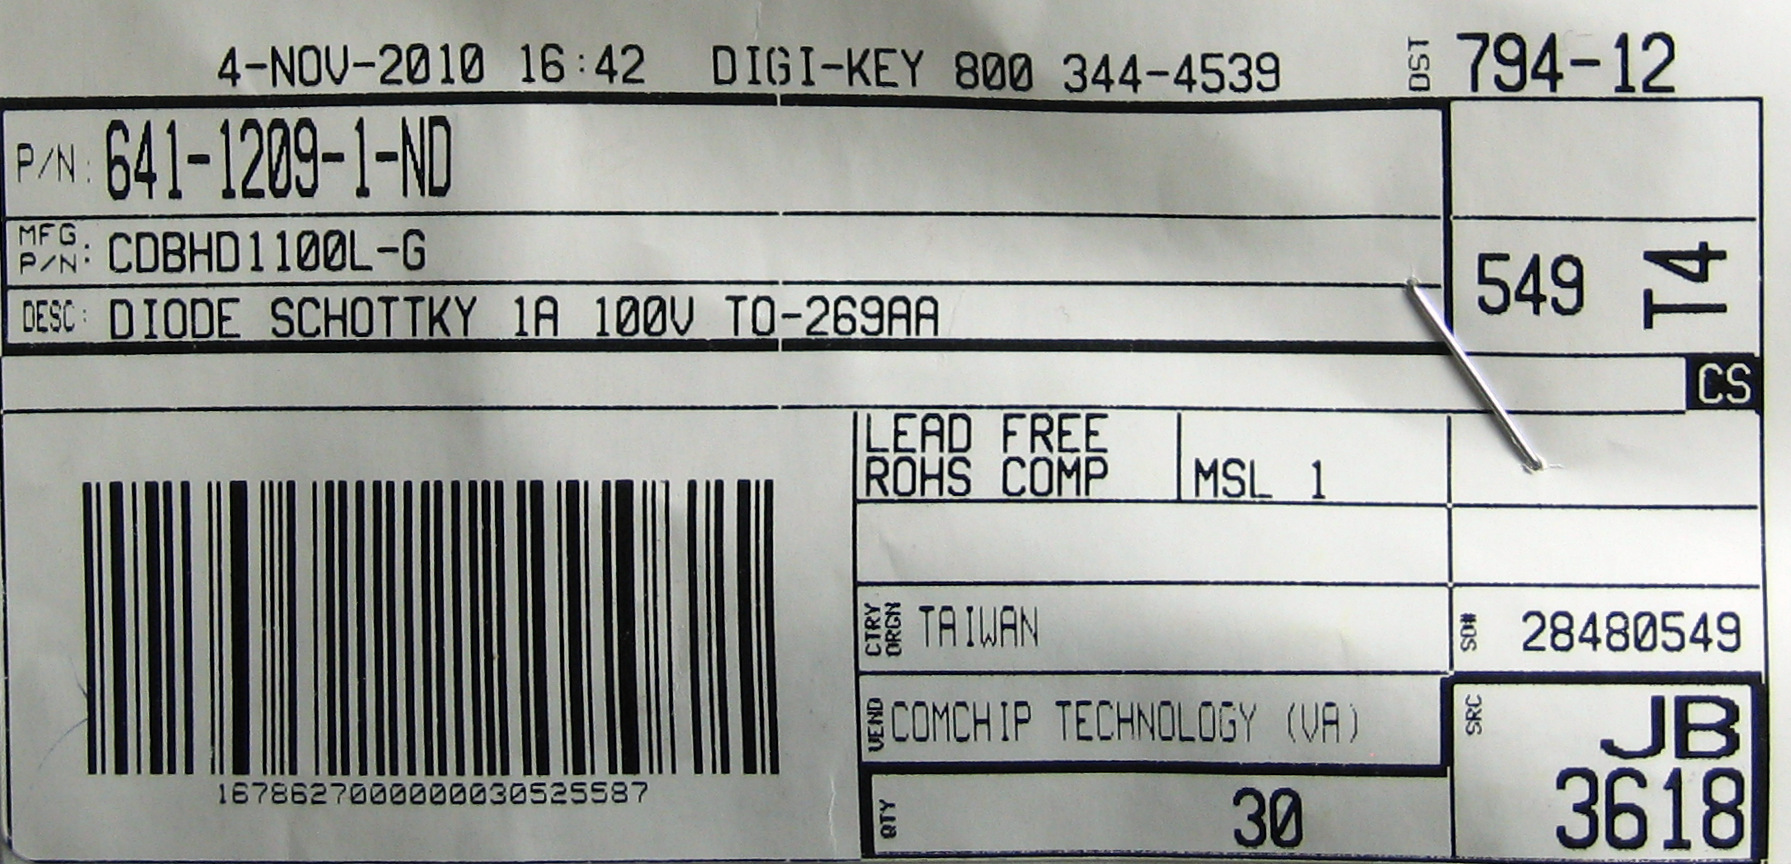 4-NOV-2010 16:42 DIGI-KEY 800 344-4539 DST 794-12
P/N: 641-1209-1-ND
MFG. P/N: CDBHD1100L-G
549 T4
DESC: DIODE SCHOTTKY 1A 100V TO-269AA
CS
LEAD FREE
ROHS COMP
MSL 1
CTRY ORGN TAIWAN
SO# 28480549
VEND COMCHIP TECHNOLOGY (VA)
SRC JB
3618
QTY 30
1678627000000030525587